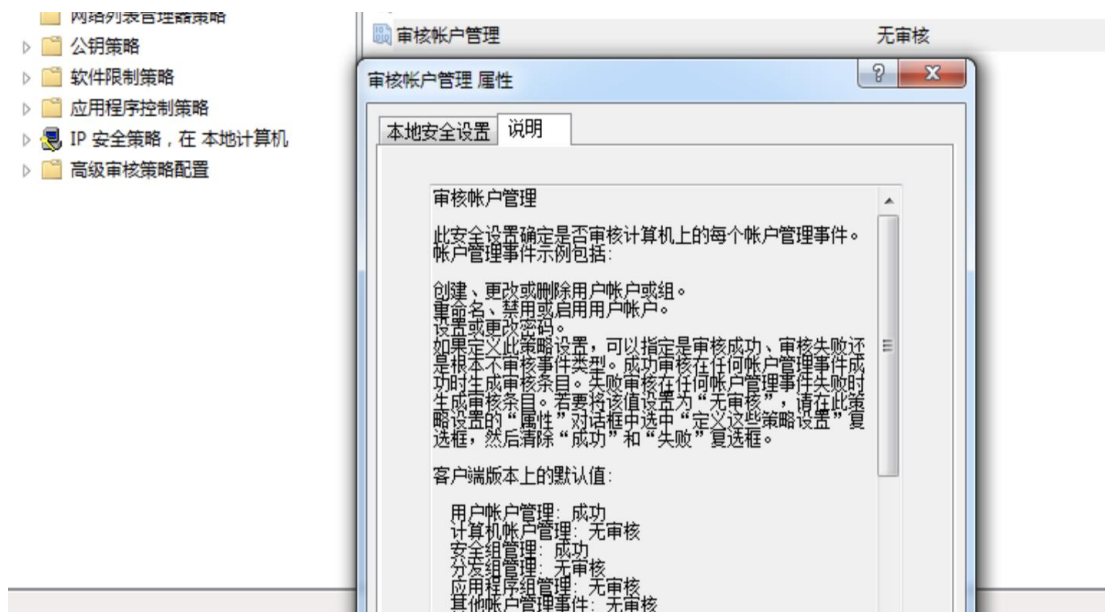 网络列表管理器策略
公钥策略
软件限制策略
应用程序控制策略
IP 安全策略，在 本地计算机
高级审核策略配置
审核帐户管理 无审核
审核帐户管理 属性
本地安全设置 说明
审核帐户管理
此安全设置确定是否审核计算机上的每个帐户管理事件。
帐户管理事件示例包括:
创建、更改或删除用户帐户或组。
重命名、禁用或启用用户帐户。
设置或更改密码。
如果定义此策略设置，可以指定是审核成功、审核失败还
是根本不审核事件类型。成功审核在任何帐户管理事件成
功时生成审核条目。失败审核在任何帐户管理事件失败时
生成审核条目。若要将该值设置为“无审核”，请在此策
略设置的“属性”对话框中选中“定义这些策略设置”复
选框，然后清除“成功”和“失败”复选框。
客户端版本上的默认值:
用户帐户管理: 成功
计算机帐户管理: 无审核
安全组管理: 成功
分发组管理: 无审核
应用程序组管理: 无审核
其他帐户管理事件: 无审核